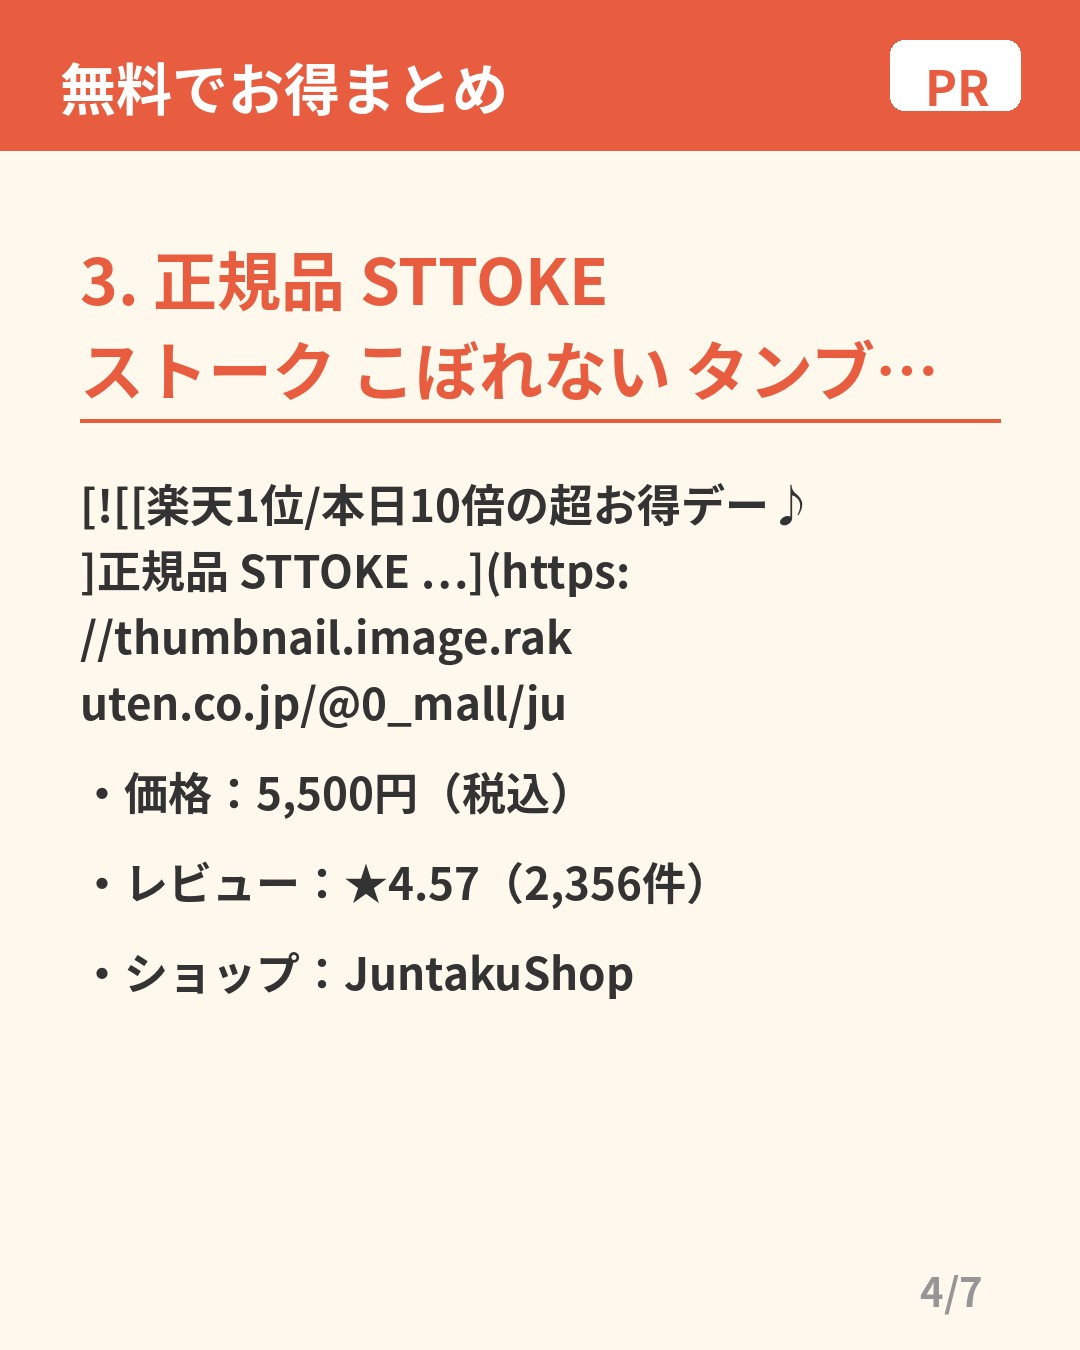 無料でお得まとめ
PR
3. 正規品 STTOKE
ストーク こぼれない タンブ…
[![[楽天1位/本日10倍の超お得デー♪
]正規品 STTOKE …](https:
//thumbnail.image.rak
uten.co.jp/@0_mall/ju
・価格：5,500円（税込）
・レビュー：★4.57（2,356件）
・ショップ：JuntakuShop
4/7